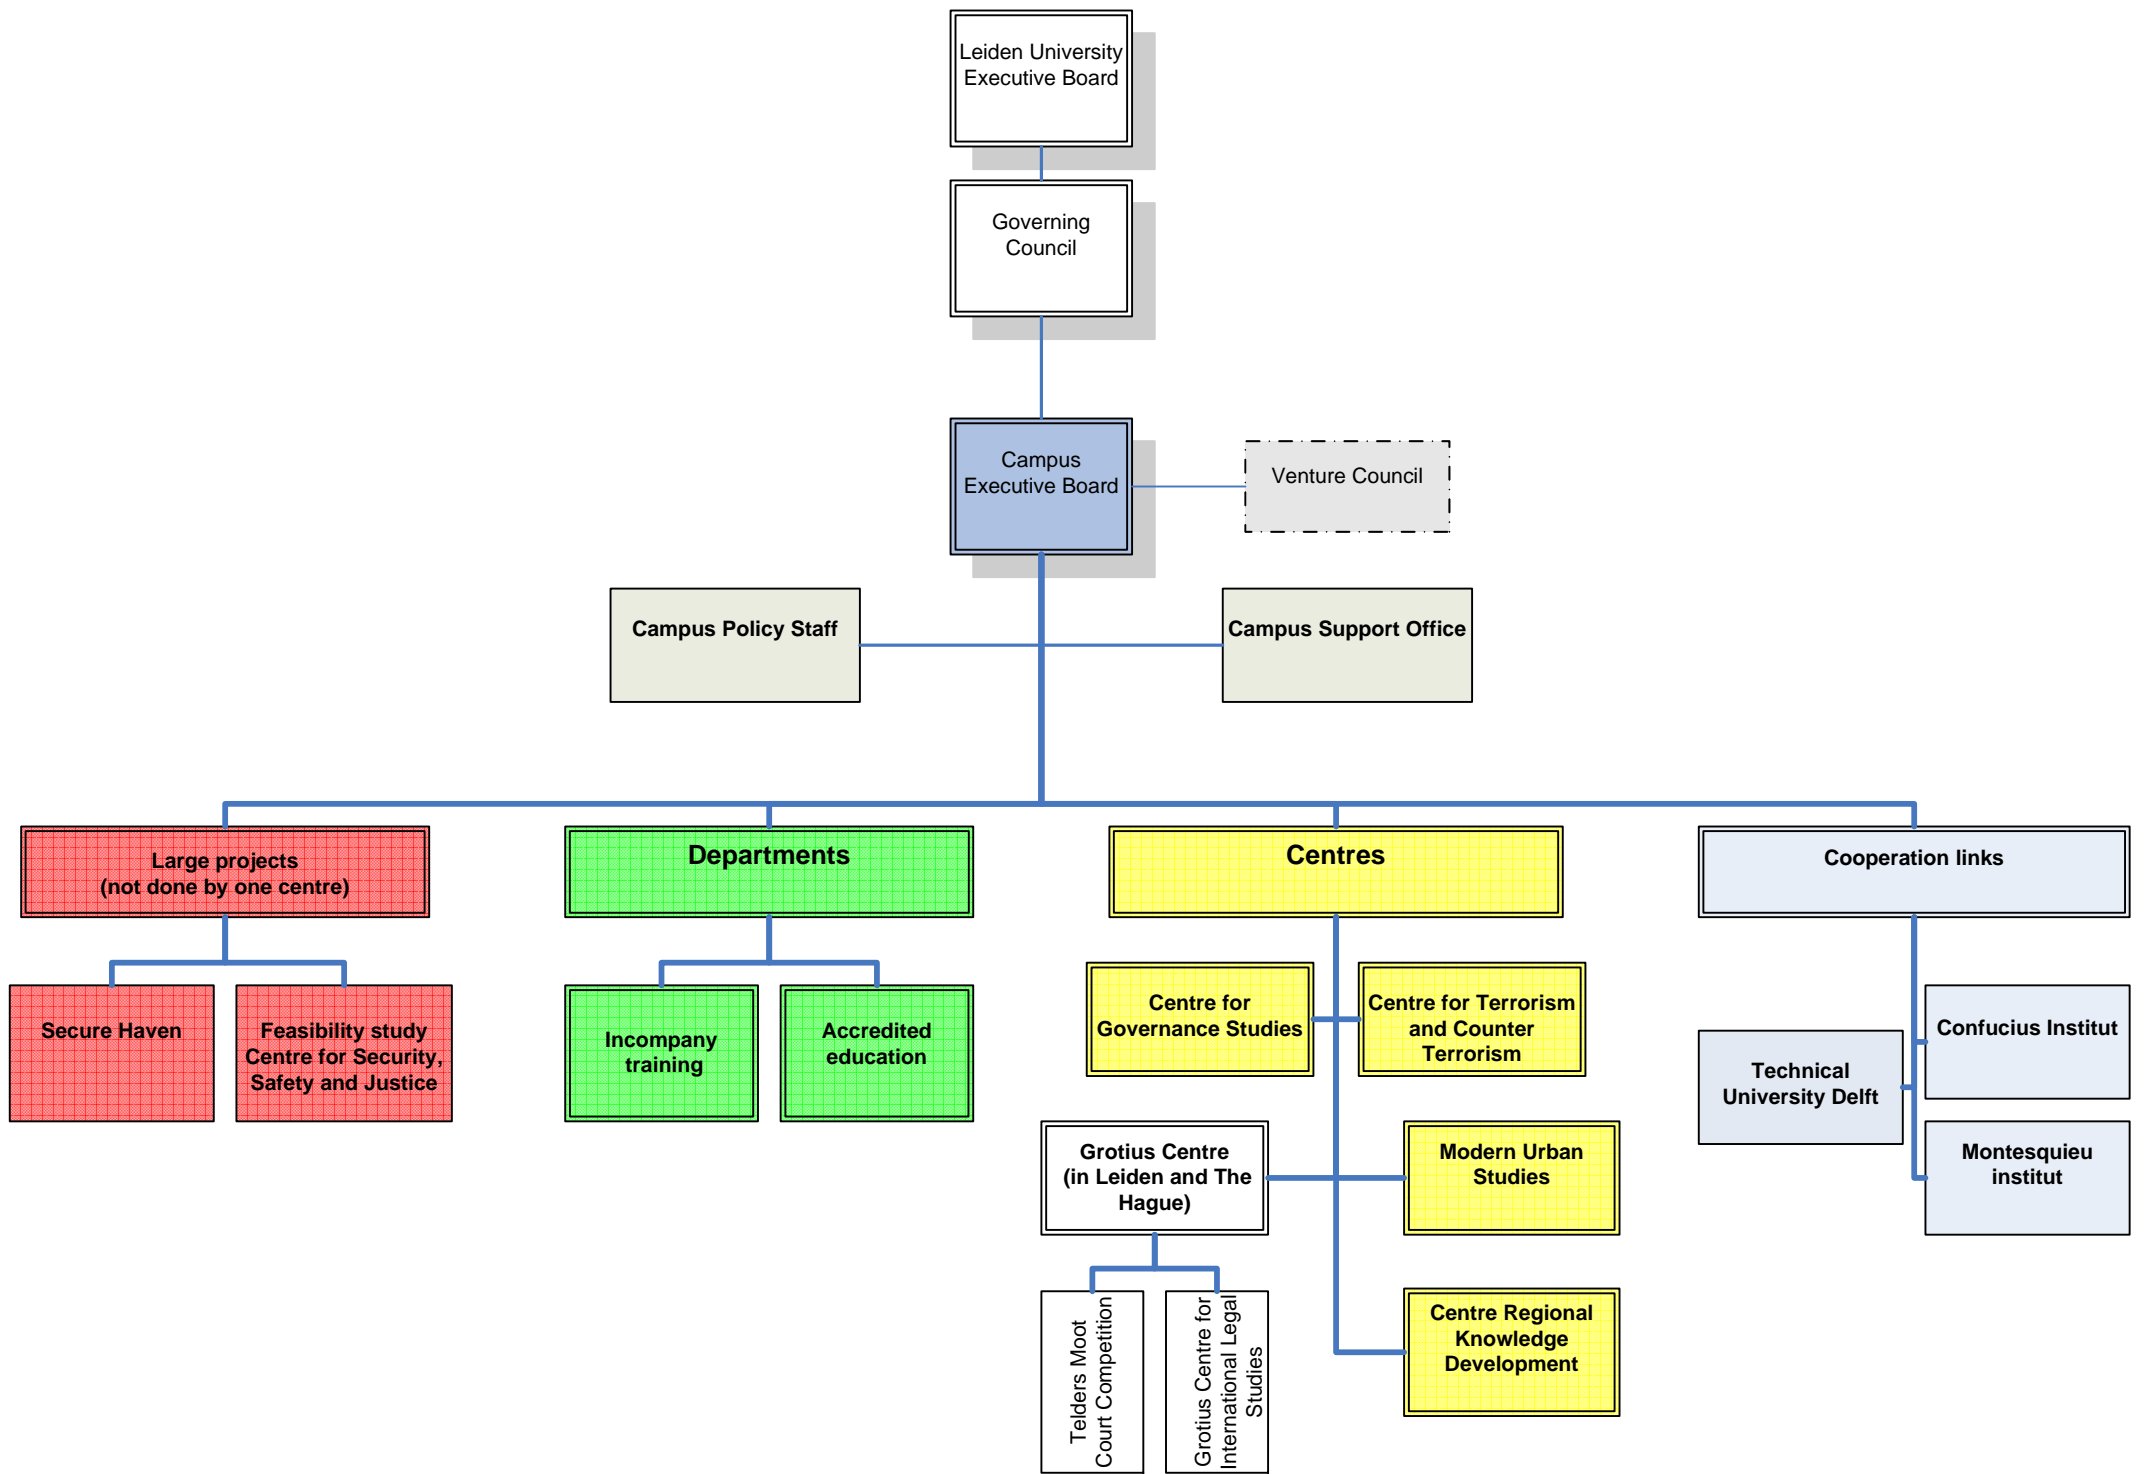 Leiden University
Executive Board
Governing
Council
Campus
Executive Board
Venture Council
Campus Policy Staff
Campus Support Office
Large projects
(not done by one centre)
Departments
Centres
Cooperation links
Secure Haven
Feasibility study
Centre for Security,
Safety and Justice
Incompany
training
Accredited
education
Centre for
Governance Studies
Centre for Terrorism
and Counter
Terrorism
Confucius Institut
Technical
University Delft
Grotius Centre
(in Leiden and The
Hague)
Modern Urban
Studies
Montesquieu
institut
Telders Moot
Court Competition
Grotius Centre for
International Legal
Studies
Centre Regional
Knowledge
Development